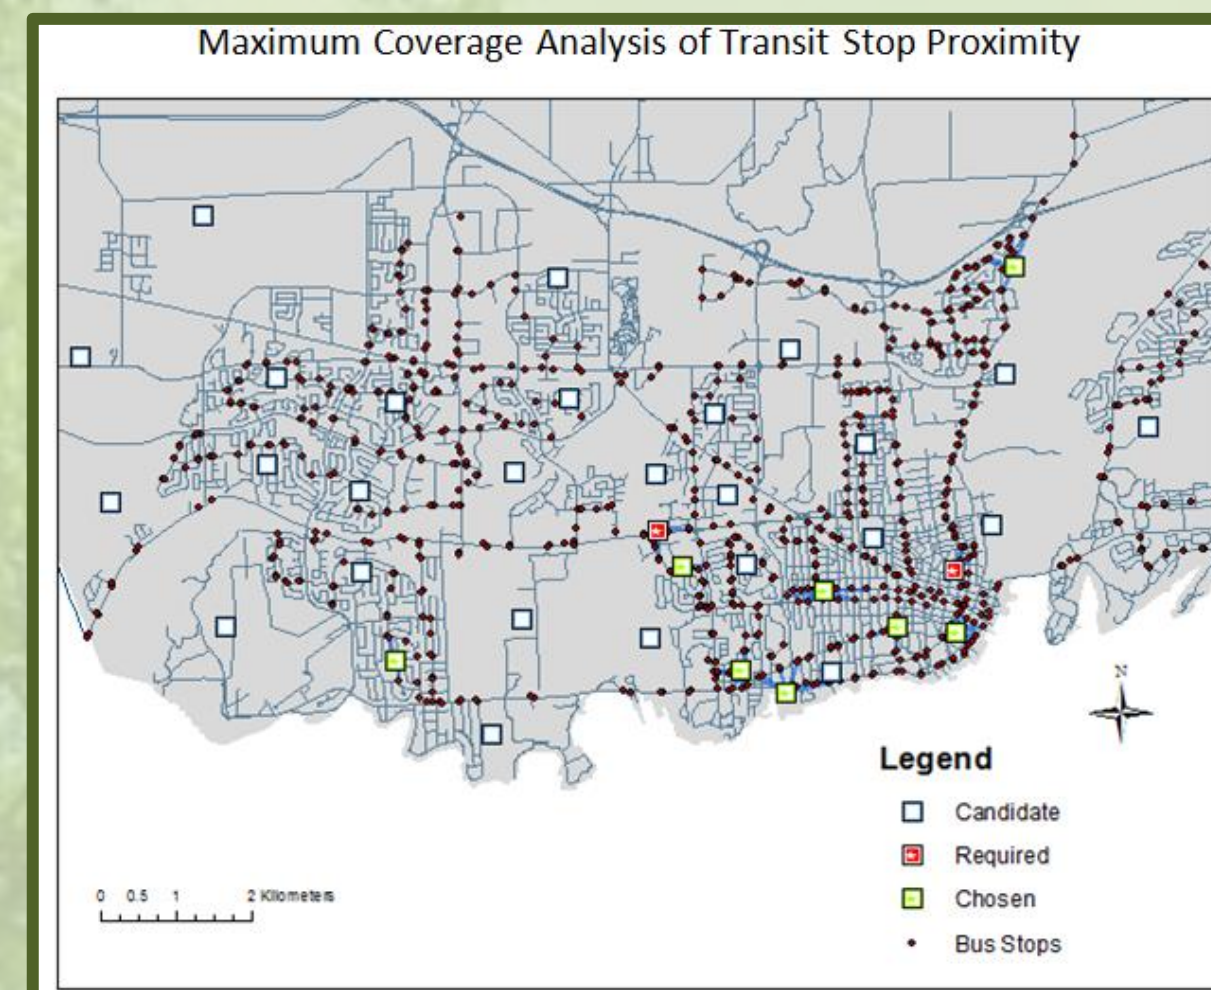 Maximum Coverage Analysis of Transit Stop Proximity
N
Legend
Candidate
Required
Chosen
Bus Stops
0 0.5 1 2 Kilometers